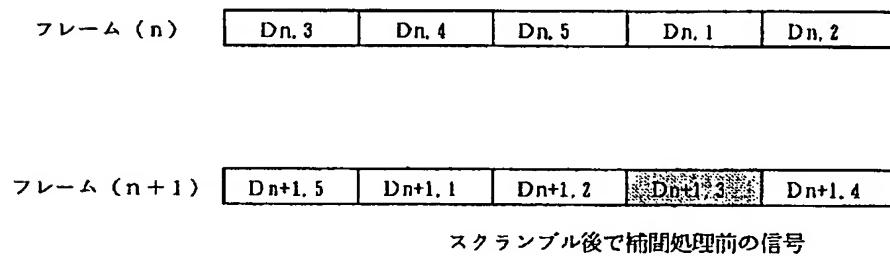 フレーム (n) Dn. 3 Dn. 4 Dn. 5 Dn. 1 Dn. 2
フレーム (n+1) Dn+1. 5 Dn+1. 1 Dn+1. 2 Dn+1. 3 Dn+1. 4
スクランブル後で補間処理前の信号